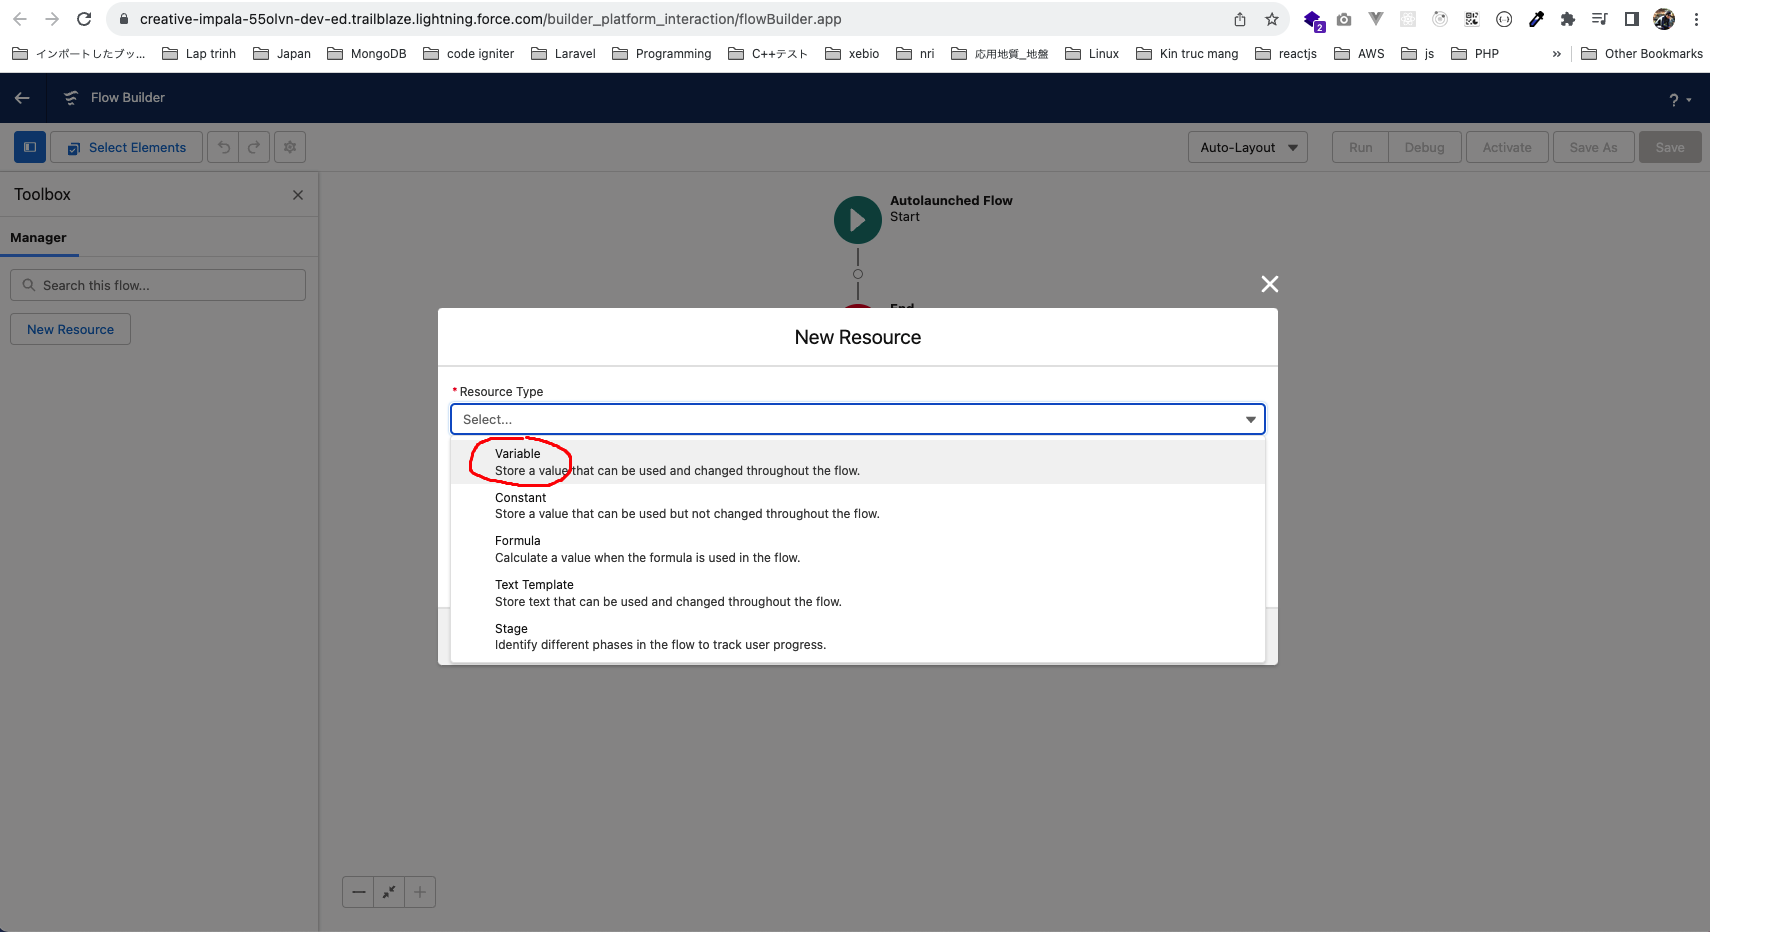 creative-impala-55olvn-dev-ed.trailblaze.lightning.force.com/builder_platform_interaction/flowBuilder.app
2
インポートしたブッ... Lap trinh Japan MongoDB code igniter Laravel Programming C++テスト xebio nri 応用地質_地盤 Linux Kin truc mang reactjs AWS js PHP » Other Bookmarks
Flow Builder ?
Select Elements Auto-Layout Run Debug Activate Save As Save
Toolbox
Manager
Search this flow...
New Resource
Autolaunched Flow
Start
End
New Resource
* Resource Type
Select...
Variable
Store a value that can be used and changed throughout the flow.
Constant
Store a value that can be used but not changed throughout the flow.
Formula
Calculate a value when the formula is used in the flow.
Text Template
Store text that can be used and changed throughout the flow.
Stage
Identify different phases in the flow to track user progress.